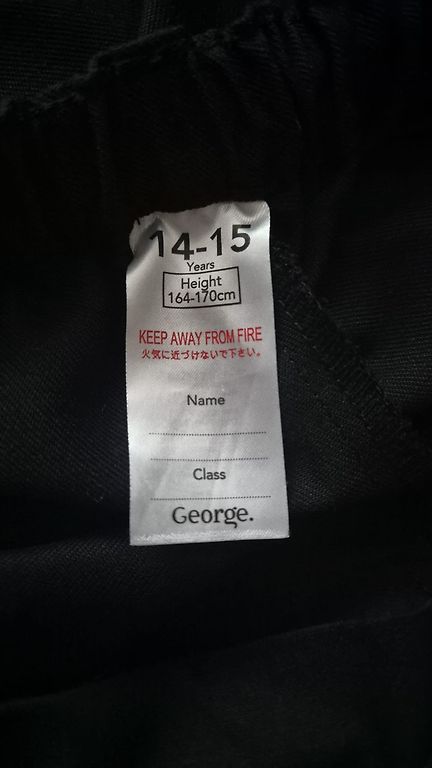 14-15
Years
Height
164-170cm
KEEP AWAY FROM FIRE
火気に近づけないで下さい。
Name
Class
George.